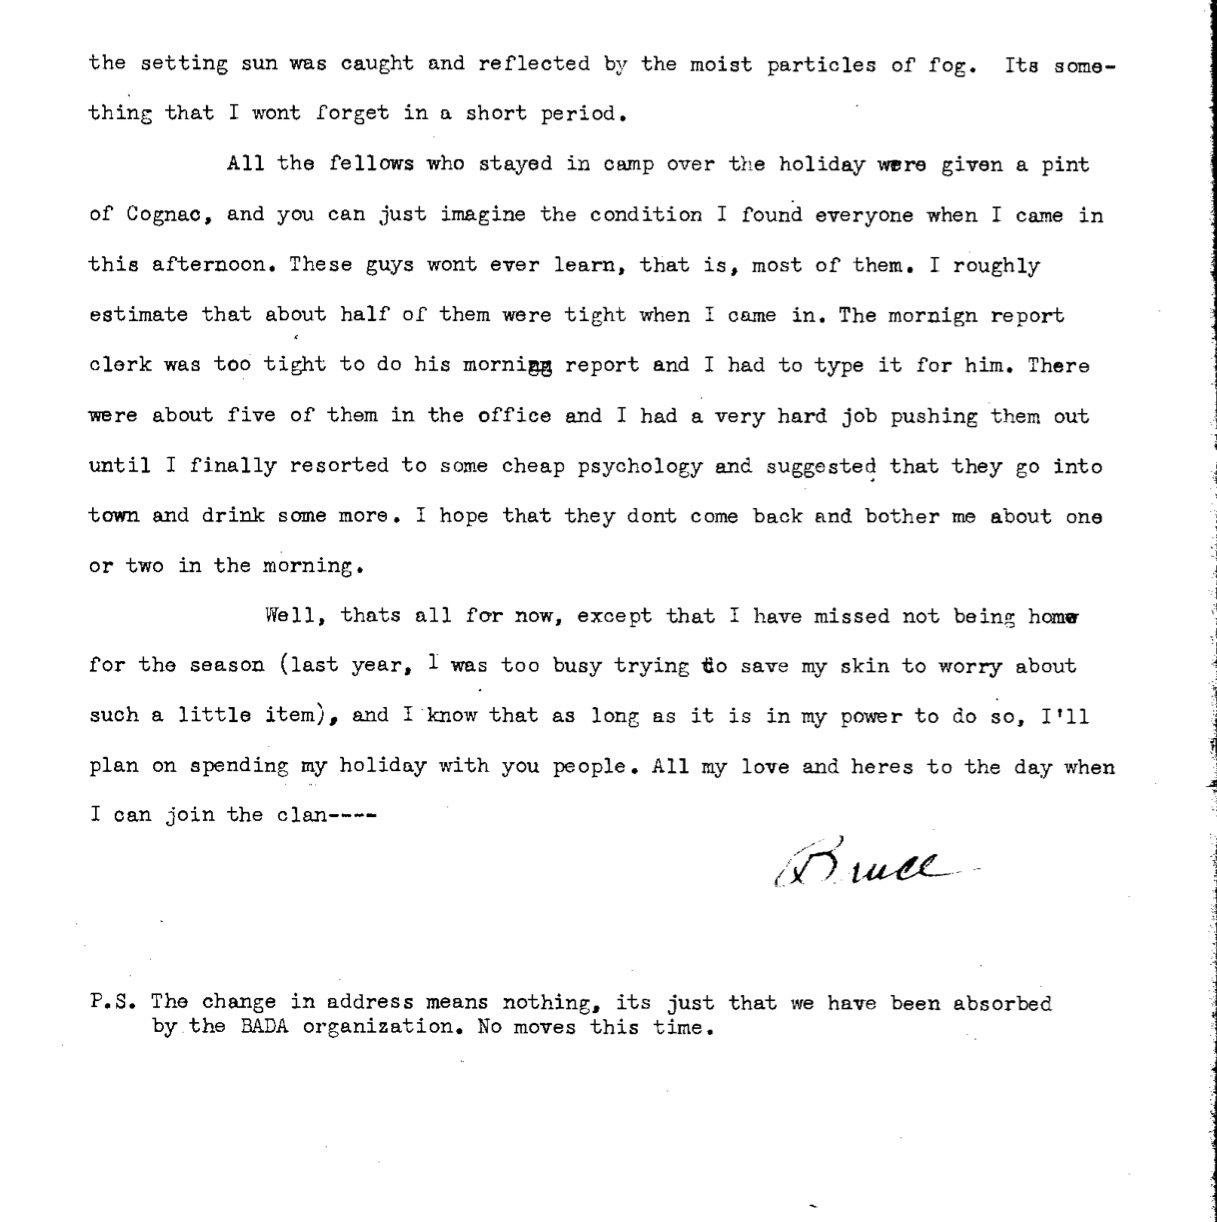 the setting sun was caught and reflected by the moist particles of fog.  Its some-
thing that I wont forget in a short period.
All the fellows who stayed in camp over the holiday were given a pint
of Cognac, and you can just imagine the condition I found everyone when I came in
this afternoon. These guys wont ever learn, that is, most of them. I roughly
estimate that about half of them were tight when I came in. The mornign report
clerk was too tight to do his morning report and I had to type it for him. There
were about five of them in the office and I had a very hard job pushing them out
until I finally resorted to some cheap psychology and suggested that they go into
town and drink some more. I hope that they dont come back and bother me about one
or two in the morning.
Well, thats all for now, except that I have missed not being home
for the season (last year, I was too busy trying to save my skin to worry about
such a little item), and I know that as long as it is in my power to do so, I'll
plan on spending my holiday with you people. All my love and heres to the day when
I can join the clan----
Bruce
P.S. The change in address means nothing, its just that we have been absorbed
by the BADA organization. No moves this time.